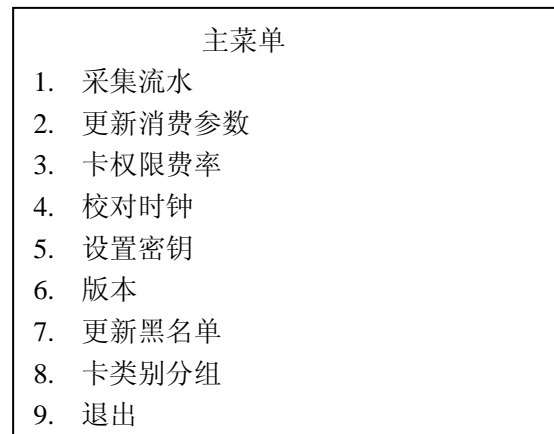 主菜单
1. 采集流水
2. 更新消费参数
3. 卡权限费率
4. 校对时钟
5. 设置密钥
6. 版本
7. 更新黑名单
8. 卡类别分组
9. 退出